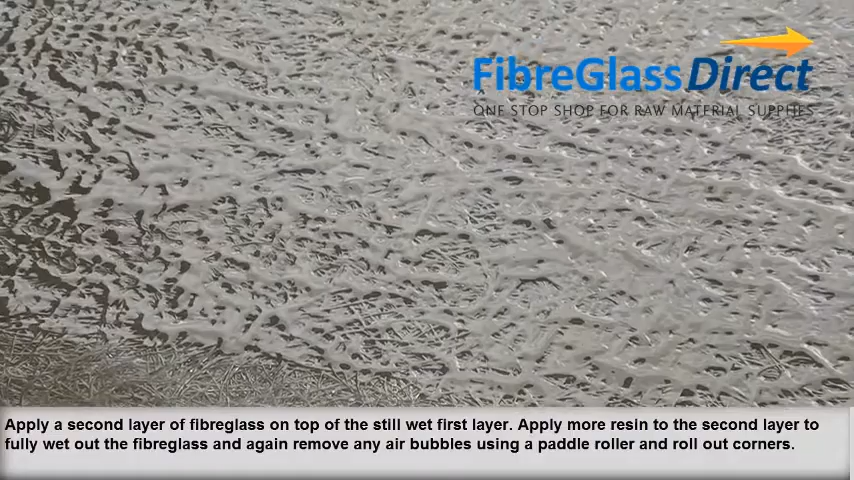 FibreGlassDirect
ONE STOP SHOP FOR RAW MATERIAL SUPPLIES
Apply a second layer of fibreglass on top of the still wet first layer. Apply more resin to the second layer to
fully wet out the fibreglass and again remove any air bubbles using a paddle roller and roll out corners.